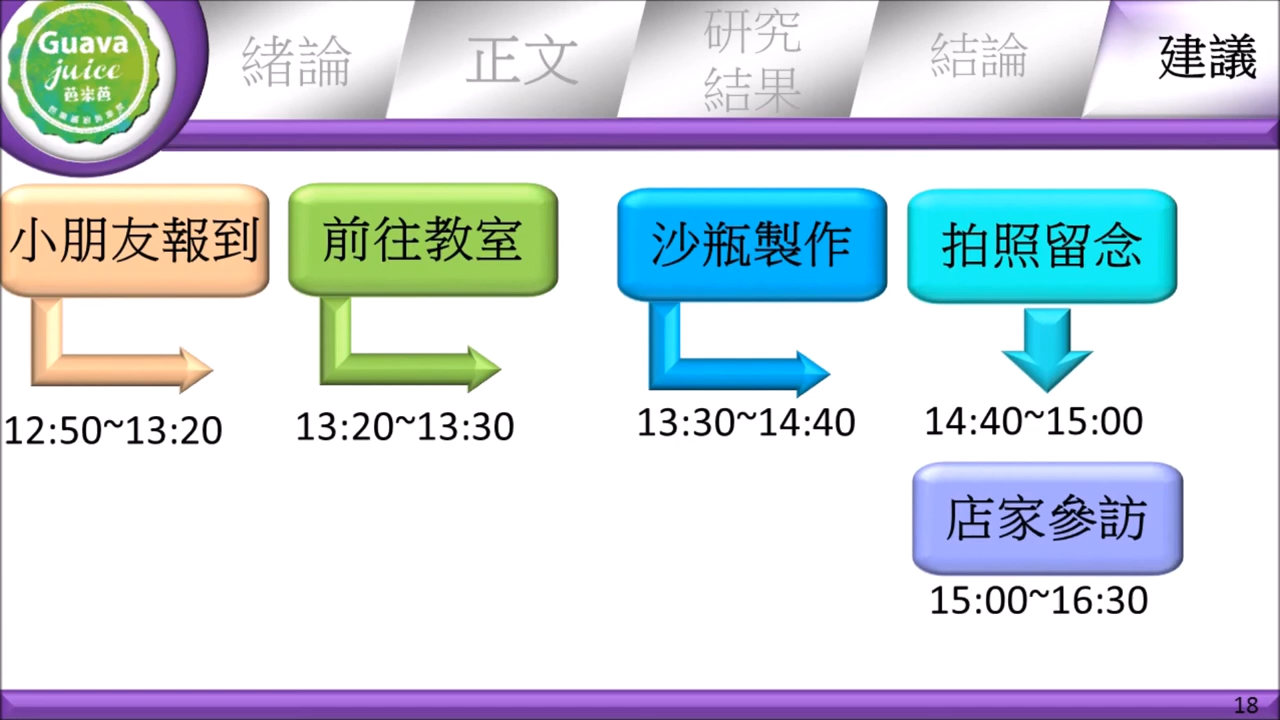 Guava
juice
芭米芭
緒論
正文
研究
結果
結論
建議
小朋友報到
前往教室
沙瓶製作
拍照留念
12:50~13:20
13:20~13:30
13:30~14:40
14:40~15:00
店家參訪
15:00~16:30
18